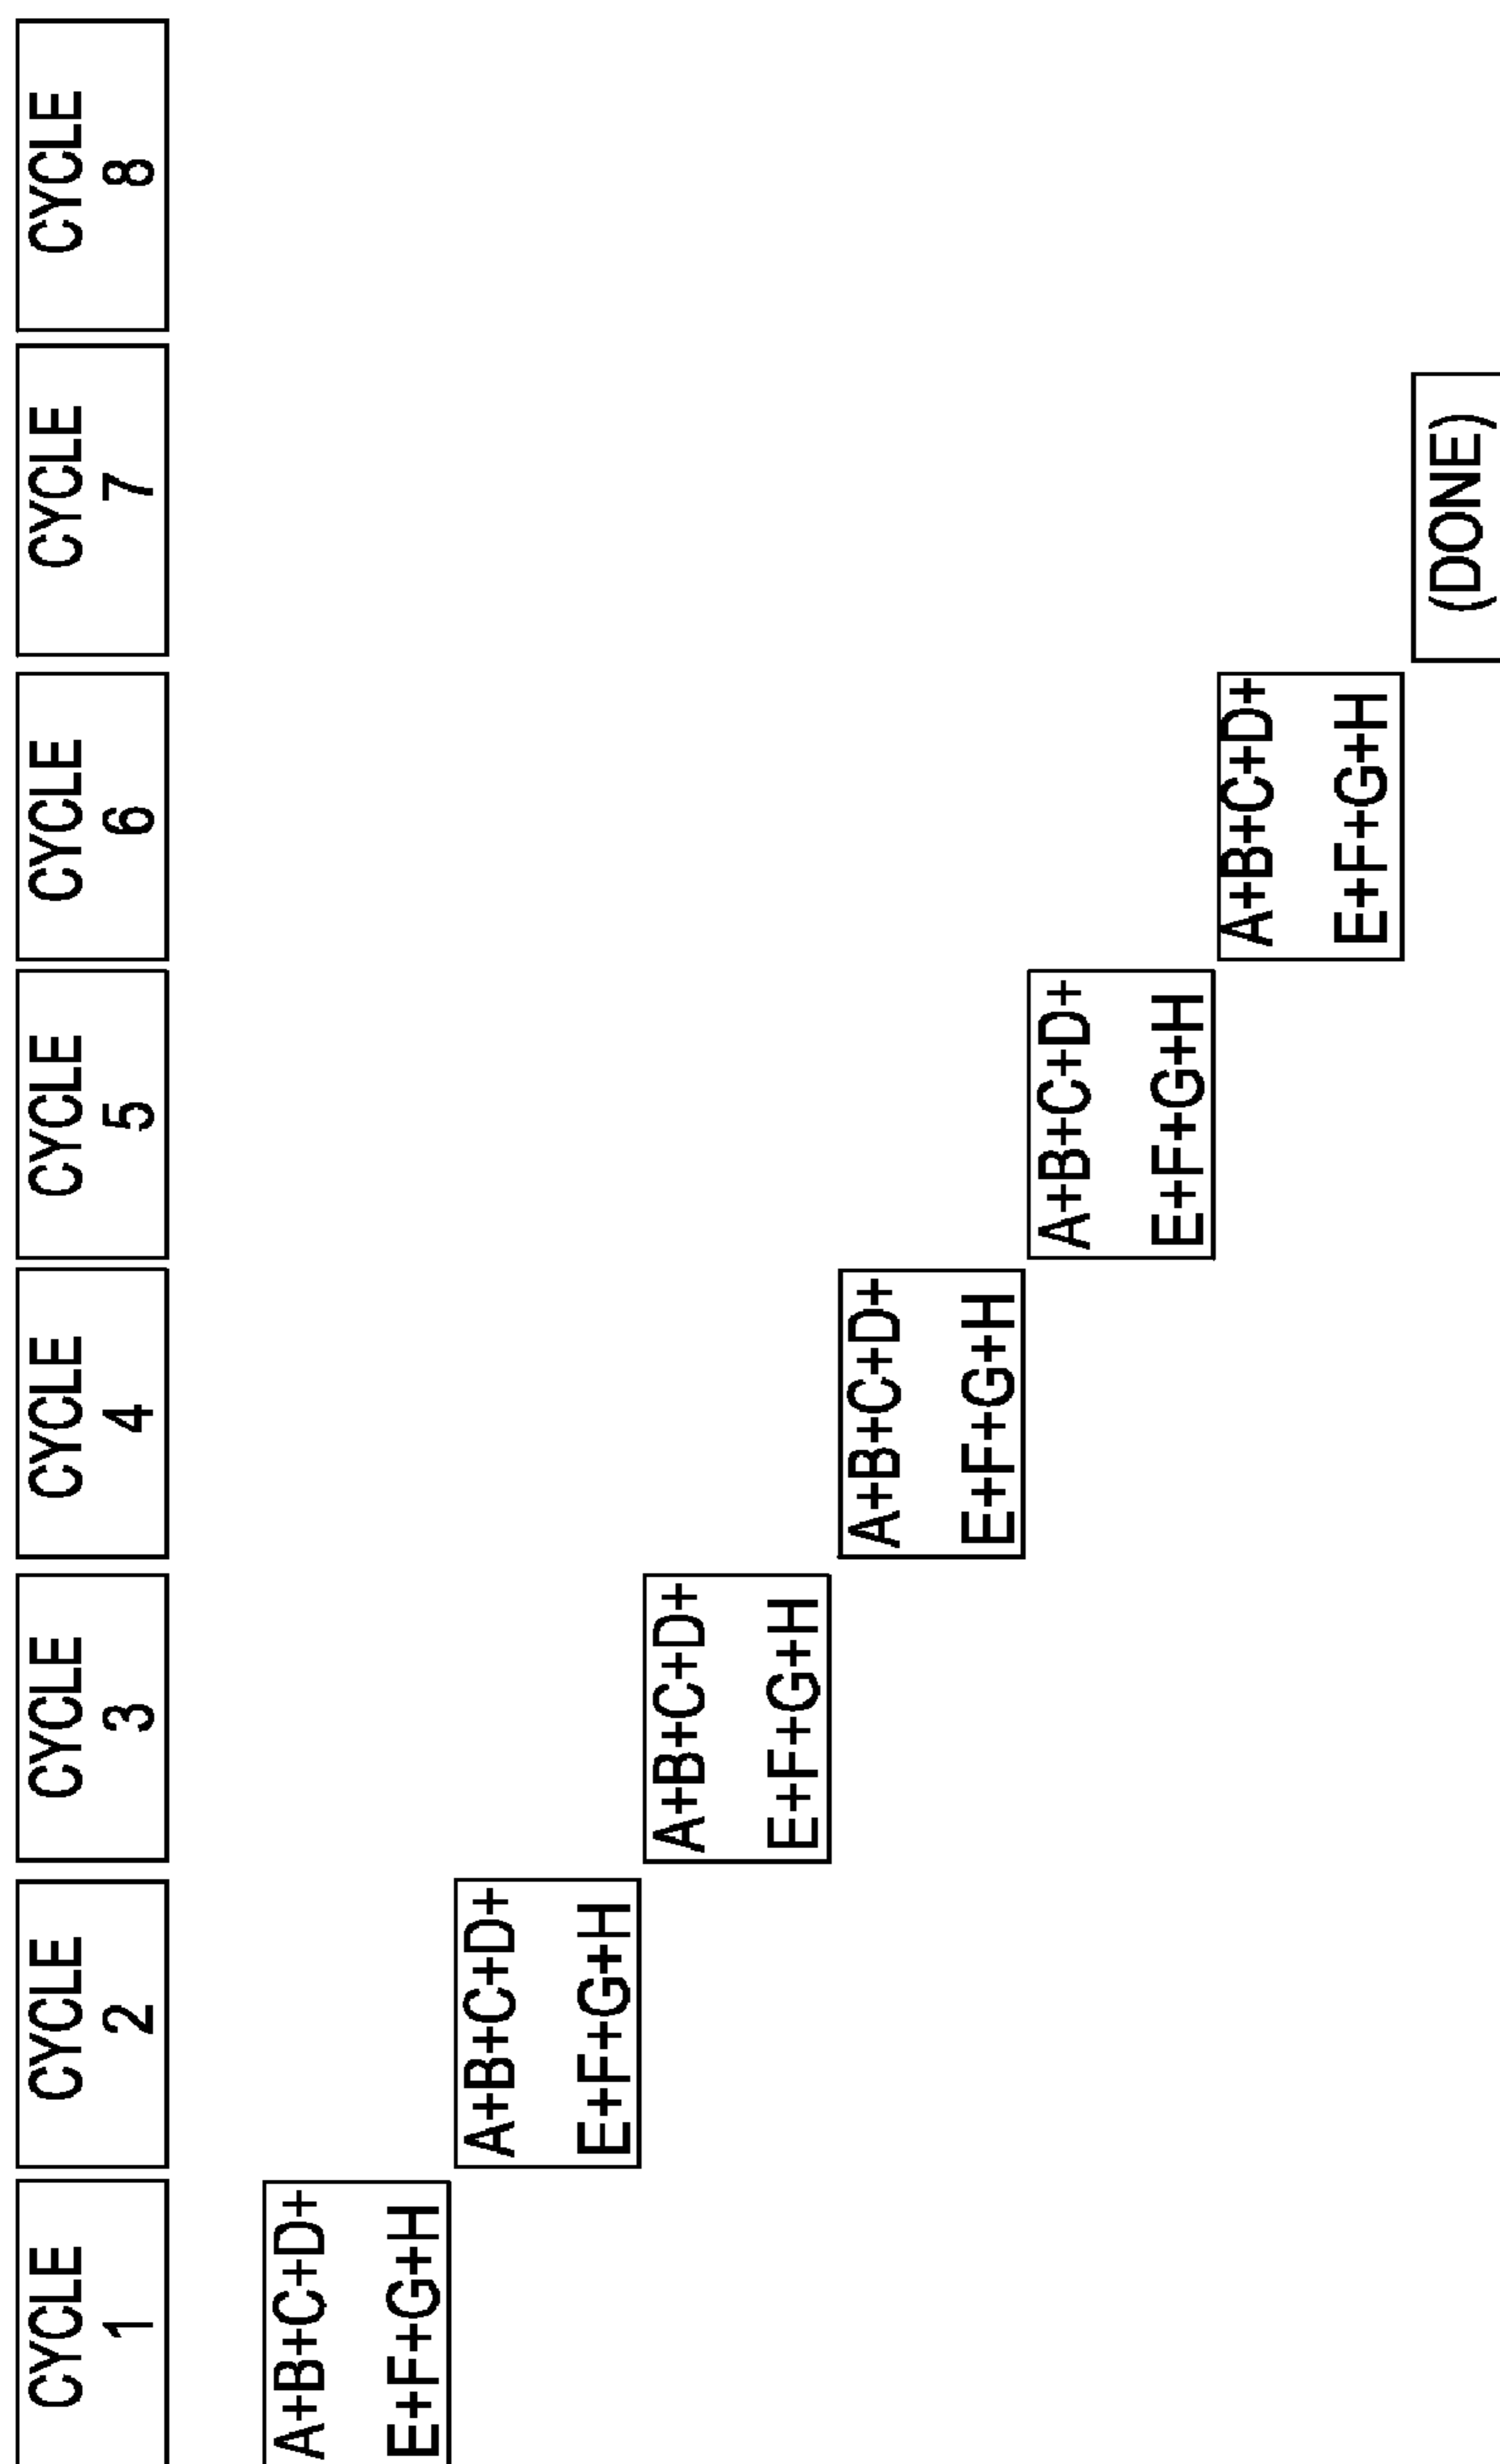 CYCLE
1
CYCLE
2
CYCLE
3
CYCLE
4
CYCLE
5
CYCLE
6
CYCLE
7
CYCLE
8
A+B+C+D+
E+F+G+H
A+B+C+D+
E+F+G+H
A+B+C+D+
E+F+G+H
A+B+C+D+
E+F+G+H
A+B+C+D+
E+F+G+H
A+B+C+D+
E+F+G+H
(DONE)